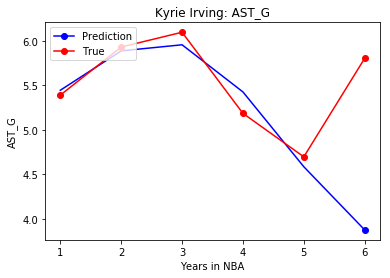 Kyrie Irving: AST_G
Prediction
True
6.0
5.5
5.0
4.5
4.0
AST_G
1 2 3 4 5 6
Years in NBA